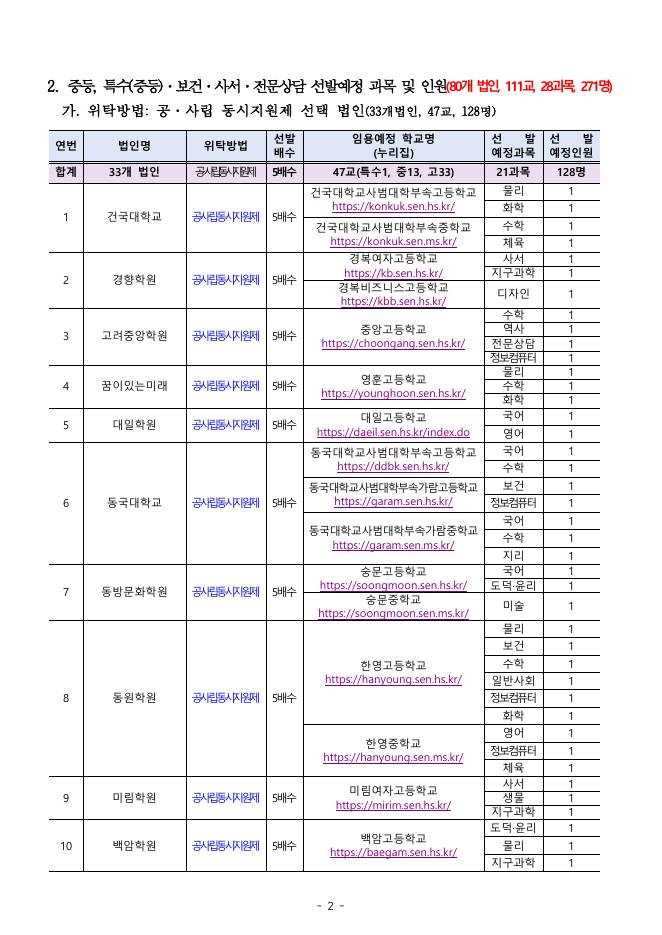 2. 중등, 특수(중등)・보건・사서・전문상담 선발예정 과목 및 인원(80개 법인, 111교, 28과목, 271명)
가. 위탁방법: 공・사립 동시지원제 선택 법인(33개법인, 47교, 128명)
연번 법인명 위탁방법 선발 배수 임용예정 학교명 (누리집) 선 발 예정과목 선 발 예정인원
합계 33개 법인 공사립동시지원제 5배수 47교(특수1, 중13, 고33) 21과목 128명
1 건국대학교 공사립동시지원제 5배수
건국대학교사범대학부속고등학교
https://konkuk.sen.hs.kr/
물리 1
화학 1
건국대학교사범대학부속중학교
https://konkuk.sen.ms.kr/
수학 1
체육 1
2 경향학원 공사립동시지원제 5배수
경복여자고등학교
https://kb.sen.hs.kr/
사서 1
지구과학 1
경복비즈니스고등학교
https://kbb.sen.hs.kr/
디자인 1
3 고려중앙학원 공사립동시지원제 5배수
중앙고등학교
https://choongang.sen.hs.kr/
수학 1
역사 1
전문상담 1
정보컴퓨터 1
4 꿈이있는미래 공사립동시지원제 5배수
영훈고등학교
https://younghoon.sen.hs.kr/
물리 1
수학 1
화학 1
5 대일학원 공사립동시지원제 5배수
대일고등학교
https://daeil.sen.hs.kr/index.do
국어 1
영어 1
6 동국대학교 공사립동시지원제 5배수
동국대학교사범대학부속고등학교
https://ddbk.sen.hs.kr/
국어 1
수학 1
동국대학교사범대학부속가람고등학교
https://garam.sen.hs.kr/
보건 1
정보컴퓨터 1
동국대학교사범대학부속가람중학교
https://garam.sen.ms.kr/
국어 1
수학 1
지리 1
7 동방문화학원 공사립동시지원제 5배수
숭문고등학교
https://soongmoon.sen.hs.kr/
국어 1
도덕·윤리 1
숭문중학교
https://soongmoon.sen.ms.kr/
미술 1
8 동원학원 공사립동시지원제 5배수
한영고등학교
https://hanyoung.sen.hs.kr/
물리 1
보건 1
수학 1
일반사회 1
정보컴퓨터 1
화학 1
한영중학교
https://hanyoung.sen.ms.kr/
영어 1
정보컴퓨터 1
체육 1
9 미림학원 공사립동시지원제 5배수
미림여자고등학교
https://mirim.sen.hs.kr/
사서 1
생물 1
지구과학 1
10 백암학원 공사립동시지원제 5배수
백암고등학교
https://baegam.sen.hs.kr/
도덕·윤리 1
물리 1
지구과학 1
- 2 -